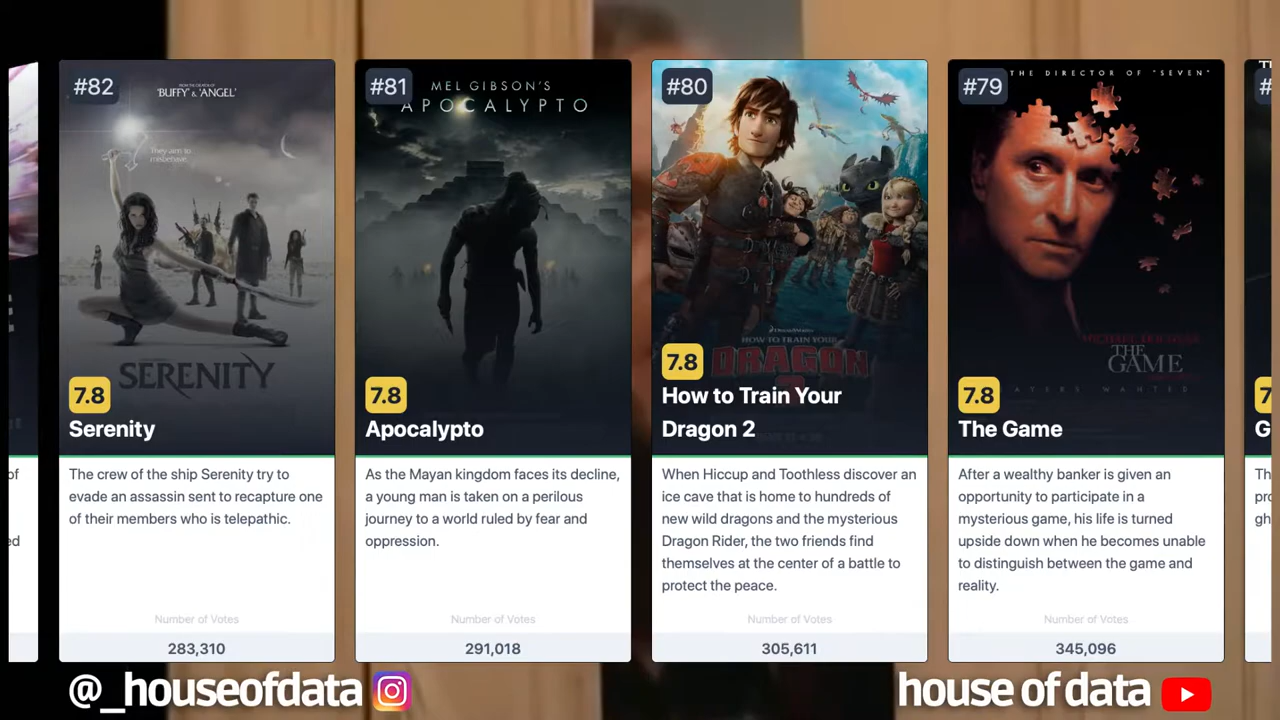 #82
FROM THE CREATOR OF
'BUFFY' & 'ANGEL'
They aim to
misbehave.
SERENITY
7.8
Serenity
The crew of the ship Serenity try to
evade an assassin sent to recapture one
of their members who is telepathic.
Number of Votes
283,310
#81
MEL GIBSON'S
APOCALYPTO
7.8
Apocalypto
As the Mayan kingdom faces its decline,
a young man is taken on a perilous
journey to a world ruled by fear and
oppression.
Number of Votes
291,018
#80
DREAMWORKS
HOW TO TRAIN YOUR
DRAGON
2
7.8
How to Train Your
Dragon 2
When Hiccup and Toothless discover an
ice cave that is home to hundreds of
new wild dragons and the mysterious
Dragon Rider, the two friends find
themselves at the center of a battle to
protect the peace.
Number of Votes
305,611
#79
THE DIRECTOR OF "SEVEN"
MICHAEL DOUGLAS
THE
GAME
7.8
The Game
After a wealthy banker is given an
opportunity to participate in a
mysterious game, his life is turned
upside down when he becomes unable
to distinguish between the game and
reality.
Number of Votes
345,096
@_houseofdata
house of data